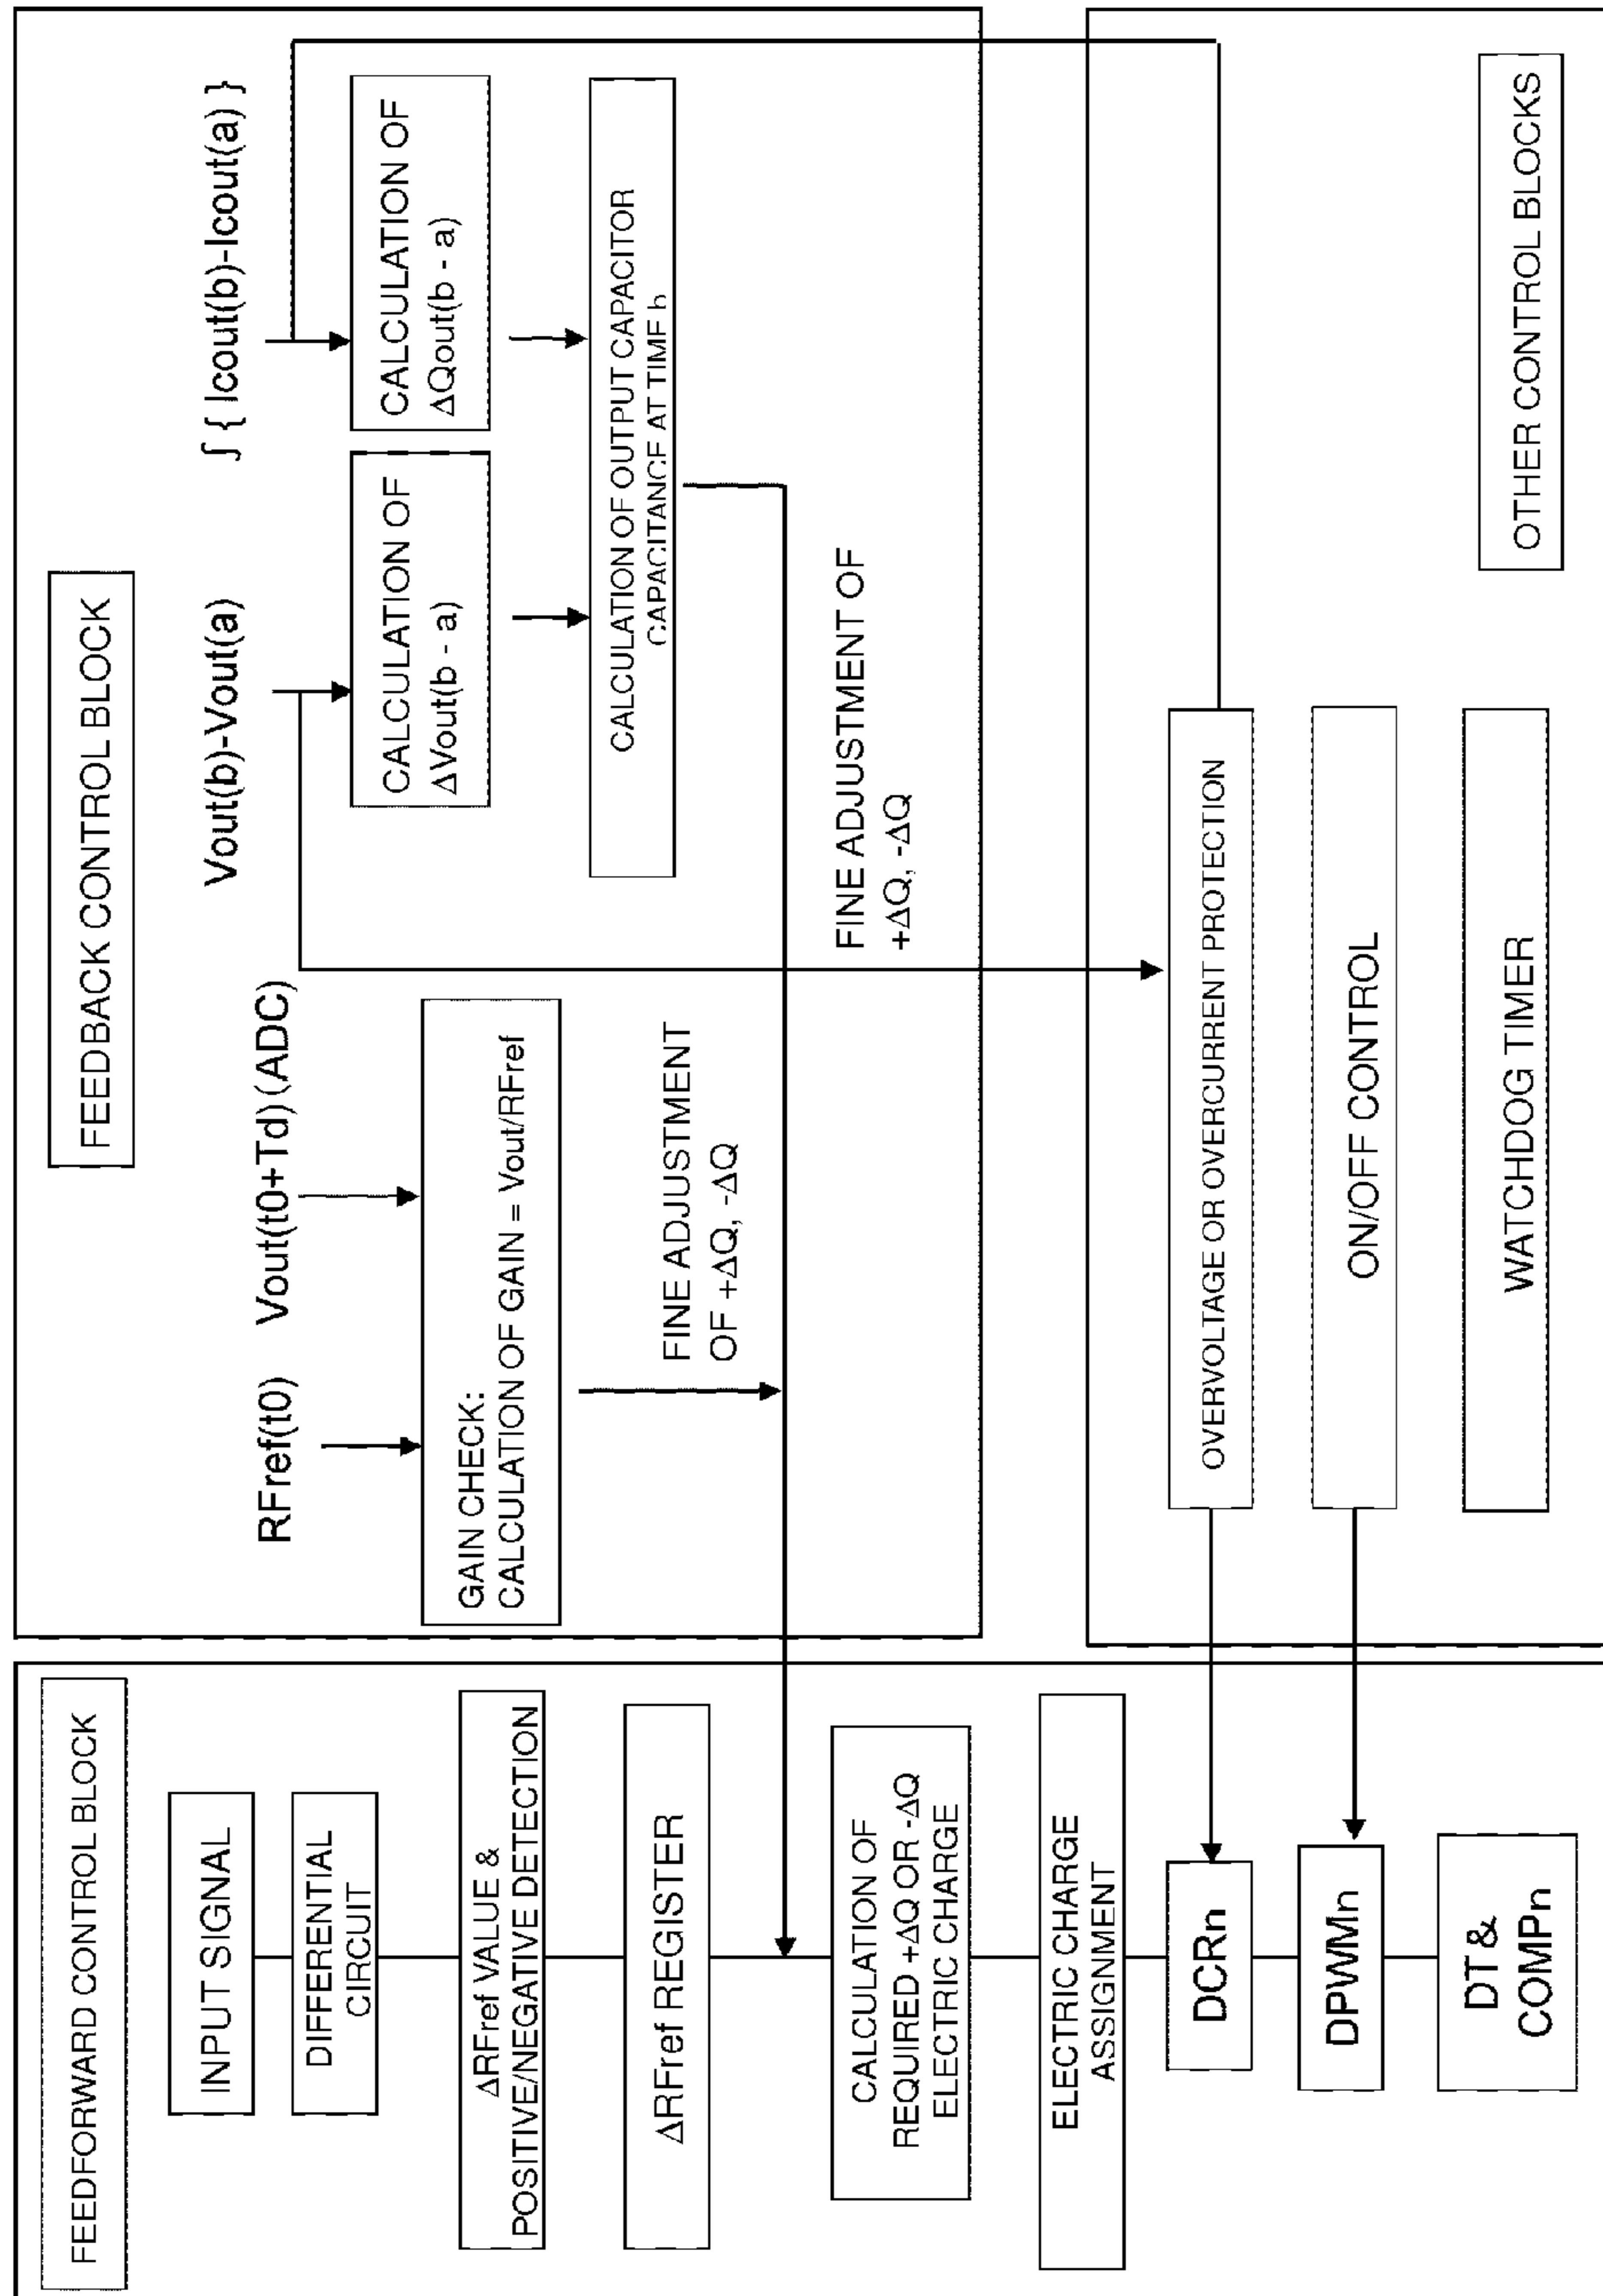 FEEDFORWARD CONTROL BLOCK
INPUT SIGNAL
DIFFERENTIAL
CIRCUIT
ΔRFref VALUE &
POSITIVE/NEGATIVE DETECTION
ΔRFref REGISTER
CALCULATION OF
REQUIRED +ΔQ OR -ΔQ
ELECTRIC CHARGE
ELECTRIC CHARGE
ASSIGNMENT
DCRn
DPWMn
DT &
COMPn
FEEDBACK CONTROL BLOCK
RFref(t0)
Vout(t0+Td) (ADC)
Vout(b)-Vout(a)
∫ { Icout(b)-Icout(a) }
GAIN CHECK:
CALCULATION OF GAIN = Vout/RFref
CALCULATION OF
ΔVout(b - a)
CALCULATION OF
ΔQout(b - a)
CALCULATION OF OUTPUT CAPACITOR
CAPACITANCE AT TIME b
FINE ADJUSTMENT
OF +ΔQ, -ΔQ
FINE ADJUSTMENT OF
+ΔQ, -ΔQ
OVERVOLTAGE OR OVERCURRENT PROTECTION
ON/OFF CONTROL
WATCHDOG TIMER
OTHER CONTROL BLOCKS